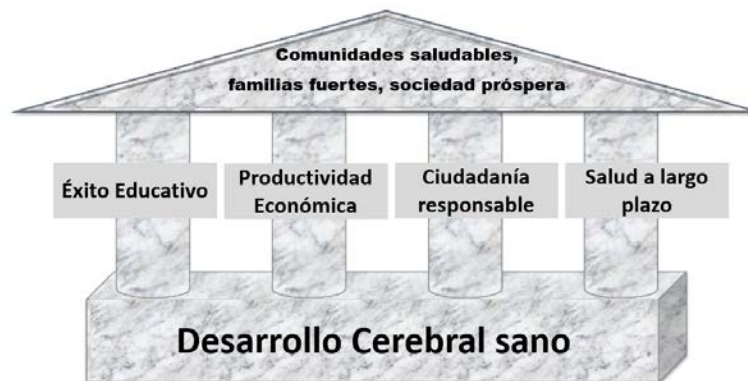 Comunidades saludables,
familias fuertes, sociedad próspera
Éxito Educativo
Productividad
Económica
Ciudadanía
responsable
Salud a largo
plazo
Desarrollo Cerebral sano